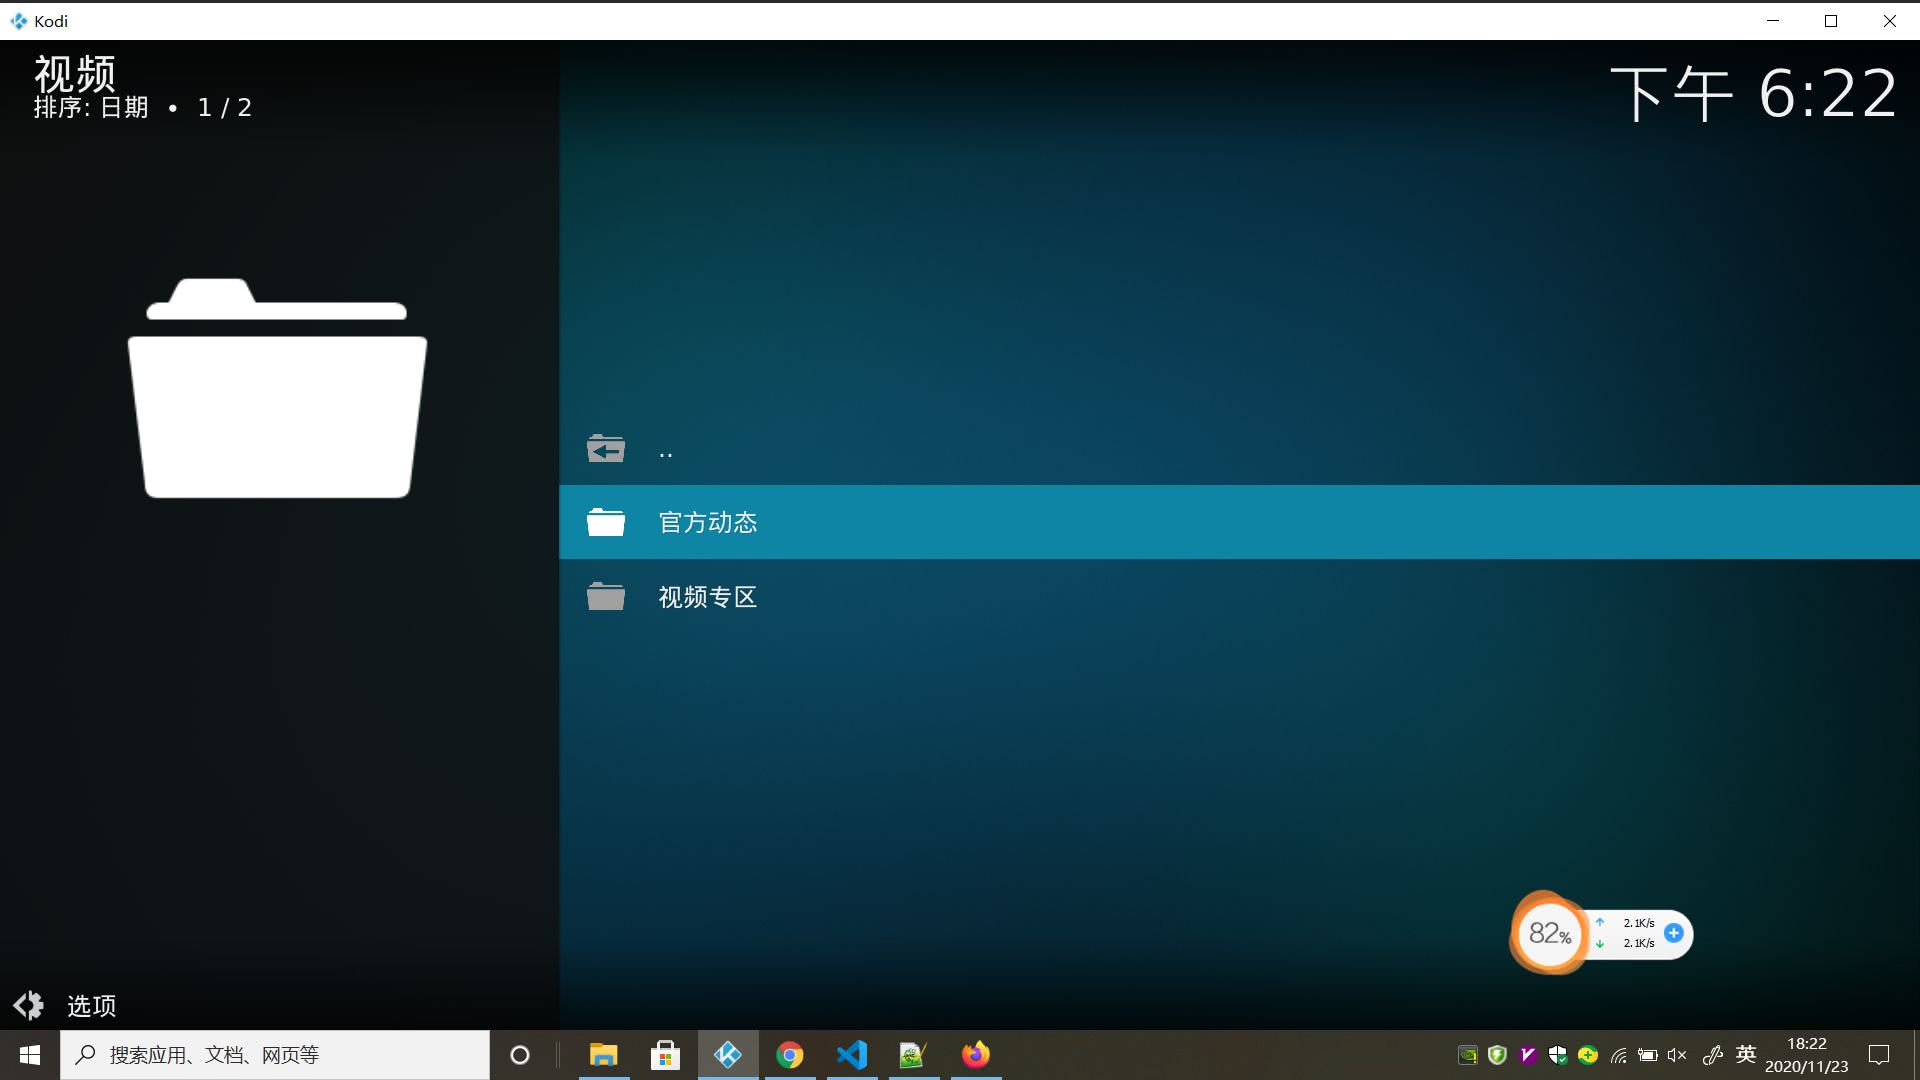 Kodi
视频
排序: 日期 • 1 / 2
下午 6:22
..
官方动态
视频专区
82%
2.1K/s
2.1K/s
选项
搜索应用、文档、网页等
英
18:22
2020/11/23